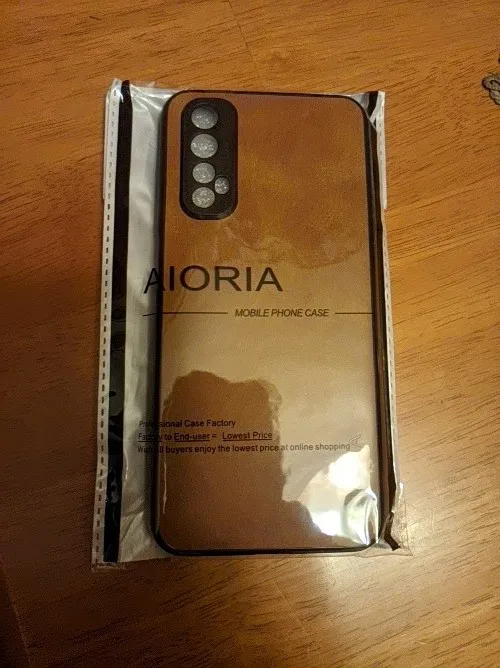 AIORIA
MOBILE PHONE CASE
Professional Case Factory
Factory to End-user = Lowest Price
With all buyers enjoy the lowest price at online shopping